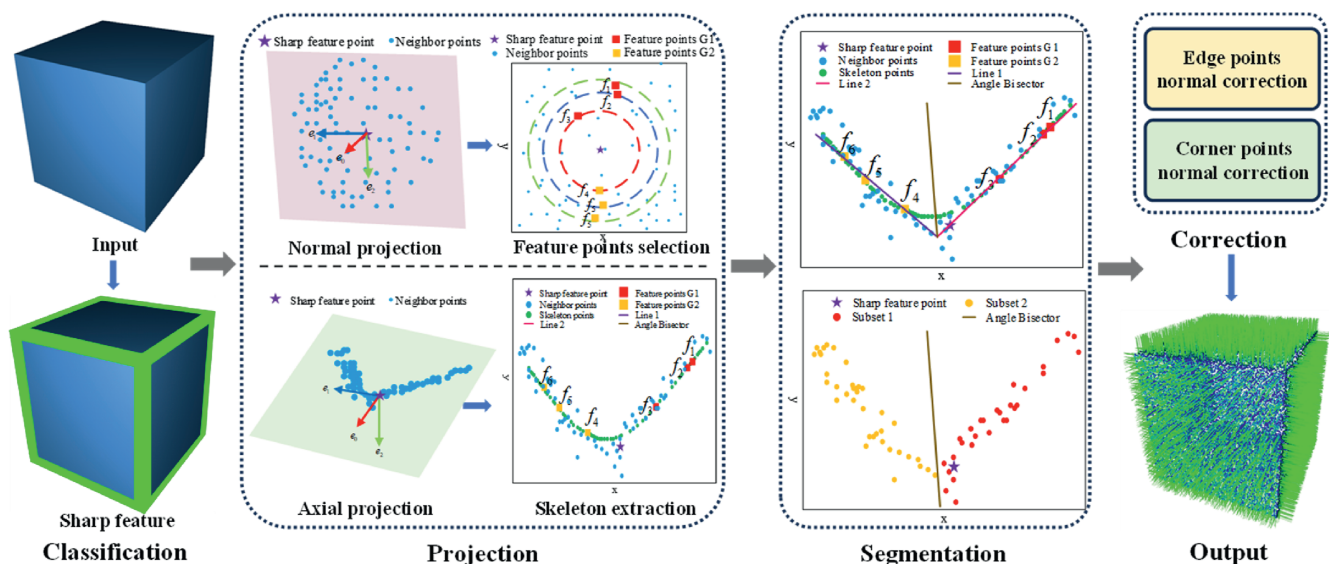 Input
Sharp feature
Classification
Sharp feature point
Neighbor points
e₁
e₀
e₂
Normal projection
Sharp feature point
Feature points G1
Neighbor points
Feature points G2
f₁
f₂
f₃
f₄
f₅
f₅
y
x
Feature points selection
Sharp feature point
Neighbor points
e₁
e₀
e₂
Axial projection
Sharp feature point
Feature points G1
Neighbor points
Feature points G2
Skeleton points
Line 1
Line 2
Angle Bisector
f₁
f₂
f₃
f₄
f₅
f₆
y
x
Skeleton extraction
Projection
Sharp feature point
Feature points G1
Neighbor points
Feature points G2
Skeleton points
Line 1
Line 2
Angle Bisector
f₁
f₂
f₃
f₄
f₅
f₆
y
x
Sharp feature point
Subset 2
Subset 1
Angle Bisector
y
x
Segmentation
Edge points
normal correction
Corner points
normal correction
Correction
Output